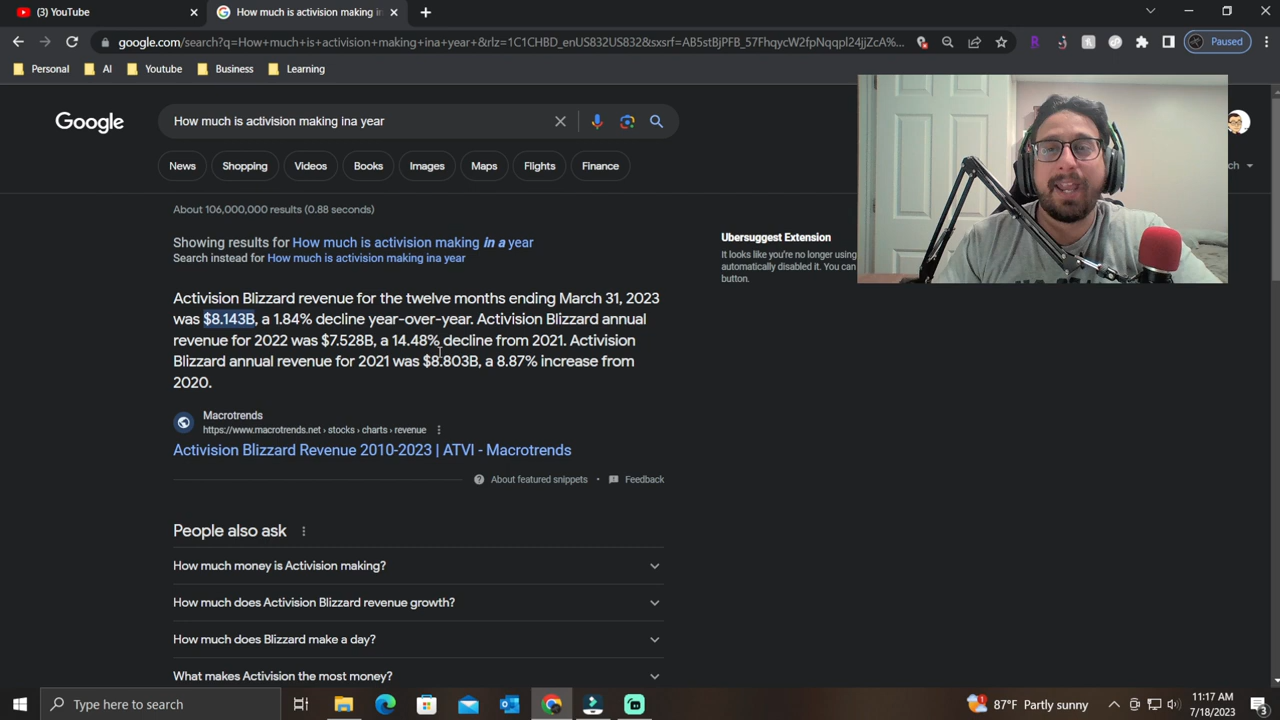 (3) YouTube
How much is activision making in
google.com/search?q=How+much+is+activision+making+ina+year+&rlz=1C1CHBD_enUS832US832&sxsrf=AB5stBjPFB_57FhqycW2fpNqqpl24jjZcA%...
Paused
Personal
AI
Youtube
Business
Learning
Google
How much is activision making ina year
News
Shopping
Videos
Books
Images
Maps
Flights
Finance
About 106,000,000 results (0.88 seconds)
Showing results for How much is activision making in a year
Search instead for How much is activision making ina year
Ubersuggest Extension
It looks like you're no longer using
automatically disabled it. You can
button.
Activision Blizzard revenue for the twelve months ending March 31, 2023
was $8.143B, a 1.84% decline year-over-year. Activision Blizzard annual
revenue for 2022 was $7.528B, a 14.48% decline from 2021. Activision
Blizzard annual revenue for 2021 was $8.803B, a 8.87% increase from
2020.
Macrotrends
https://www.macrotrends.net › stocks › charts › revenue
Activision Blizzard Revenue 2010-2023 | ATVI - Macrotrends
About featured snippets • Feedback
People also ask
How much money is Activision making?
How much does Activision Blizzard revenue growth?
How much does Blizzard make a day?
What makes Activision the most money?
Type here to search
87°F Partly sunny
11:17 AM
7/18/2023